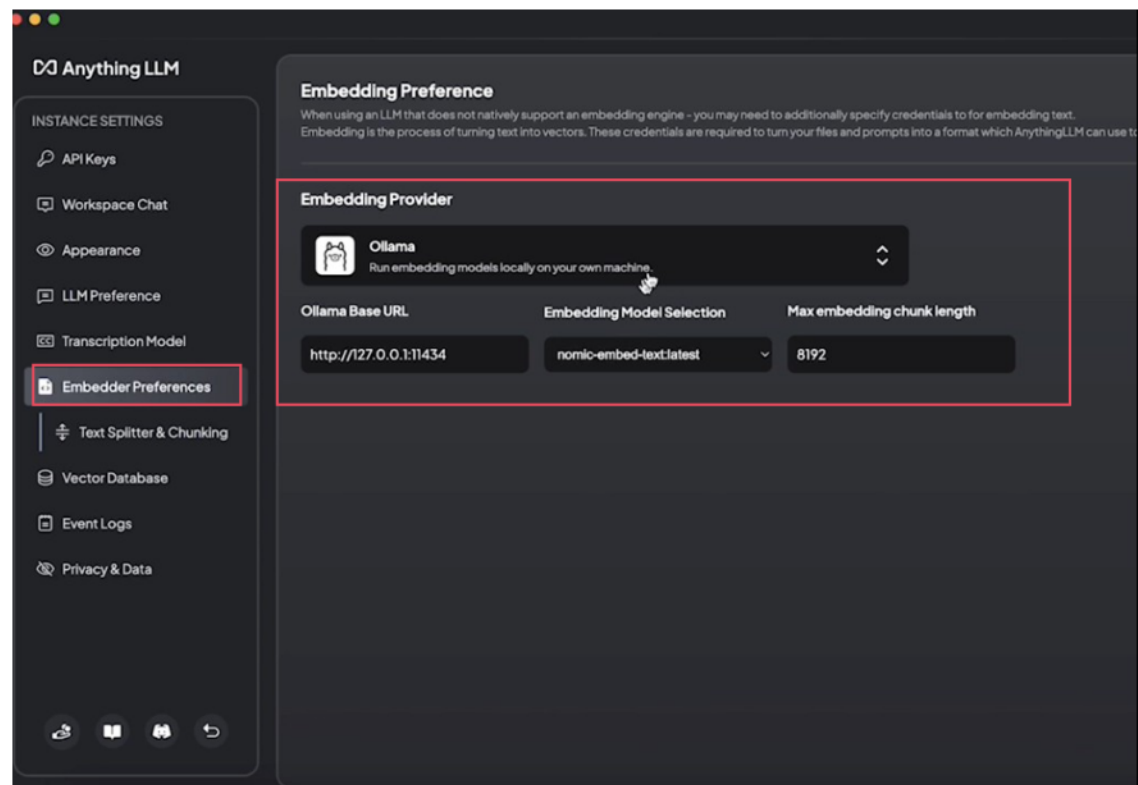 Anything LLM
INSTANCE SETTINGS
API Keys
Workspace Chat
Appearance
LLM Preference
Transcription Model
Embedder Preferences
Text Splitter & Chunking
Vector Database
Event Logs
Privacy & Data
Embedding Preference
When using an LLM that does not natively support an embedding engine - you may need to additionally specify credentials to for embedding text.
Embedding is the process of turning text into vectors. These credentials are required to turn your files and prompts into a format which AnythingLLM can use to
Embedding Provider
Ollama
Run embedding models locally on your own machine.
Ollama Base URL
Embedding Model Selection
Max embedding chunk length
http://127.0.0.1:11434
nomic-embed-text:latest
8192